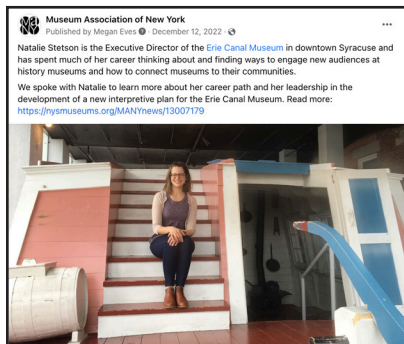 Museum Association of New York
Published by Megan Eves · December 12, 2022 ·
Natalie Stetson is the Executive Director of the Erie Canal Museum in downtown Syracuse and
has spent much of her career thinking about and finding ways to engage new audiences at
history museums and how to connect museums to their communities.
We spoke with Natalie to learn more about her career path and her leadership in the
development of a new interpretive plan for the Erie Canal Museum. Read more:
https://nysmuseums.org/MANYnews/13007179